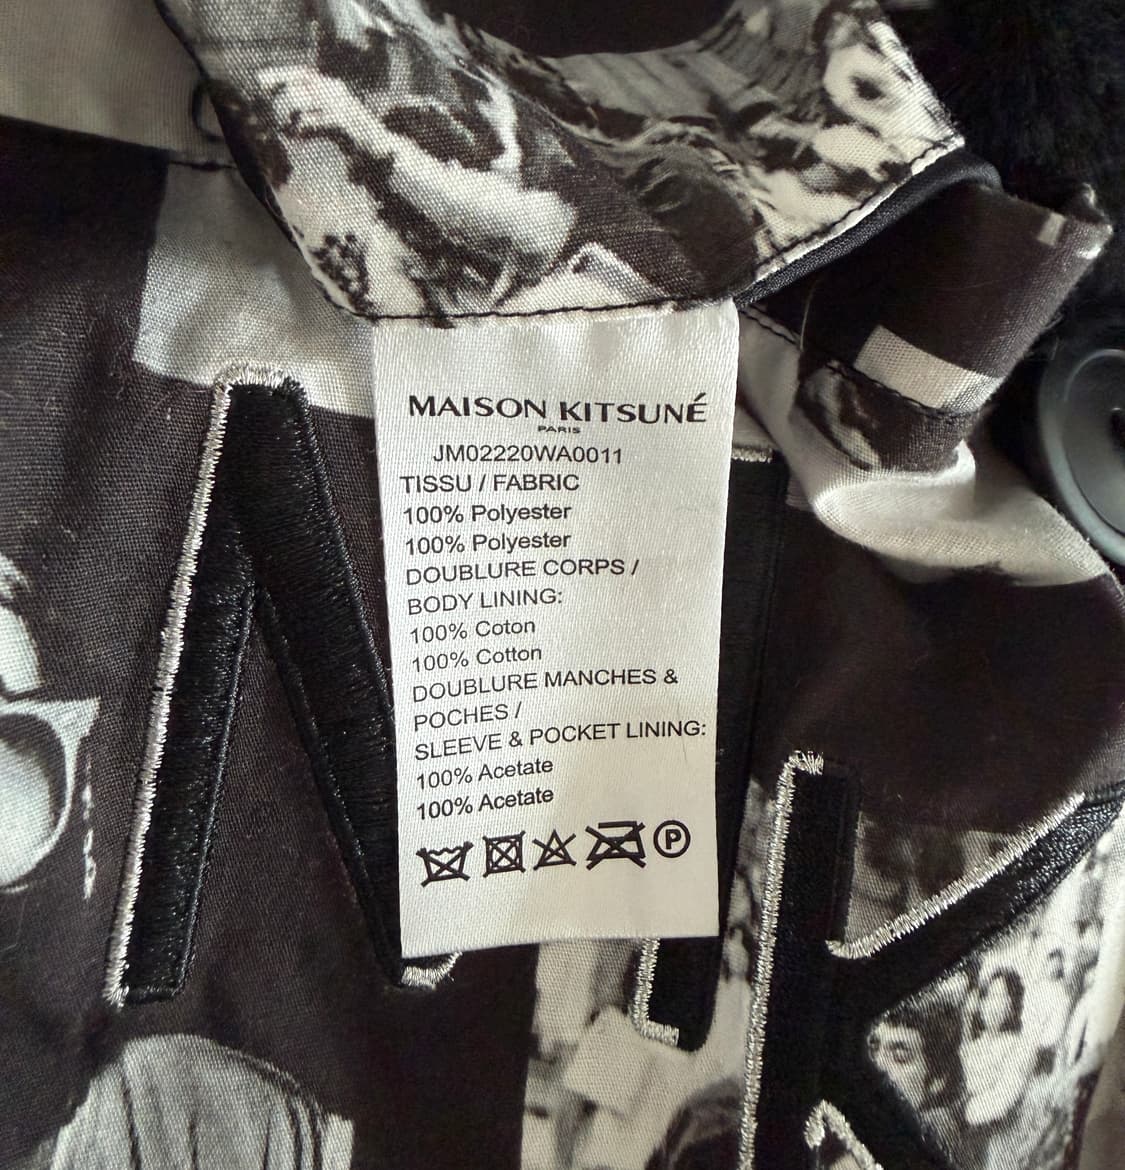 MAISON KITSUNÉ
PARIS
JM02220WA0011
TISSU / FABRIC
100% Polyester
100% Polyester
DOUBLURE CORPS /
BODY LINING:
100% Coton
100% Cotton
DOUBLURE MANCHES &
POCHES /
SLEEVE & POCKET LINING:
100% Acetate
100% Acetate
P